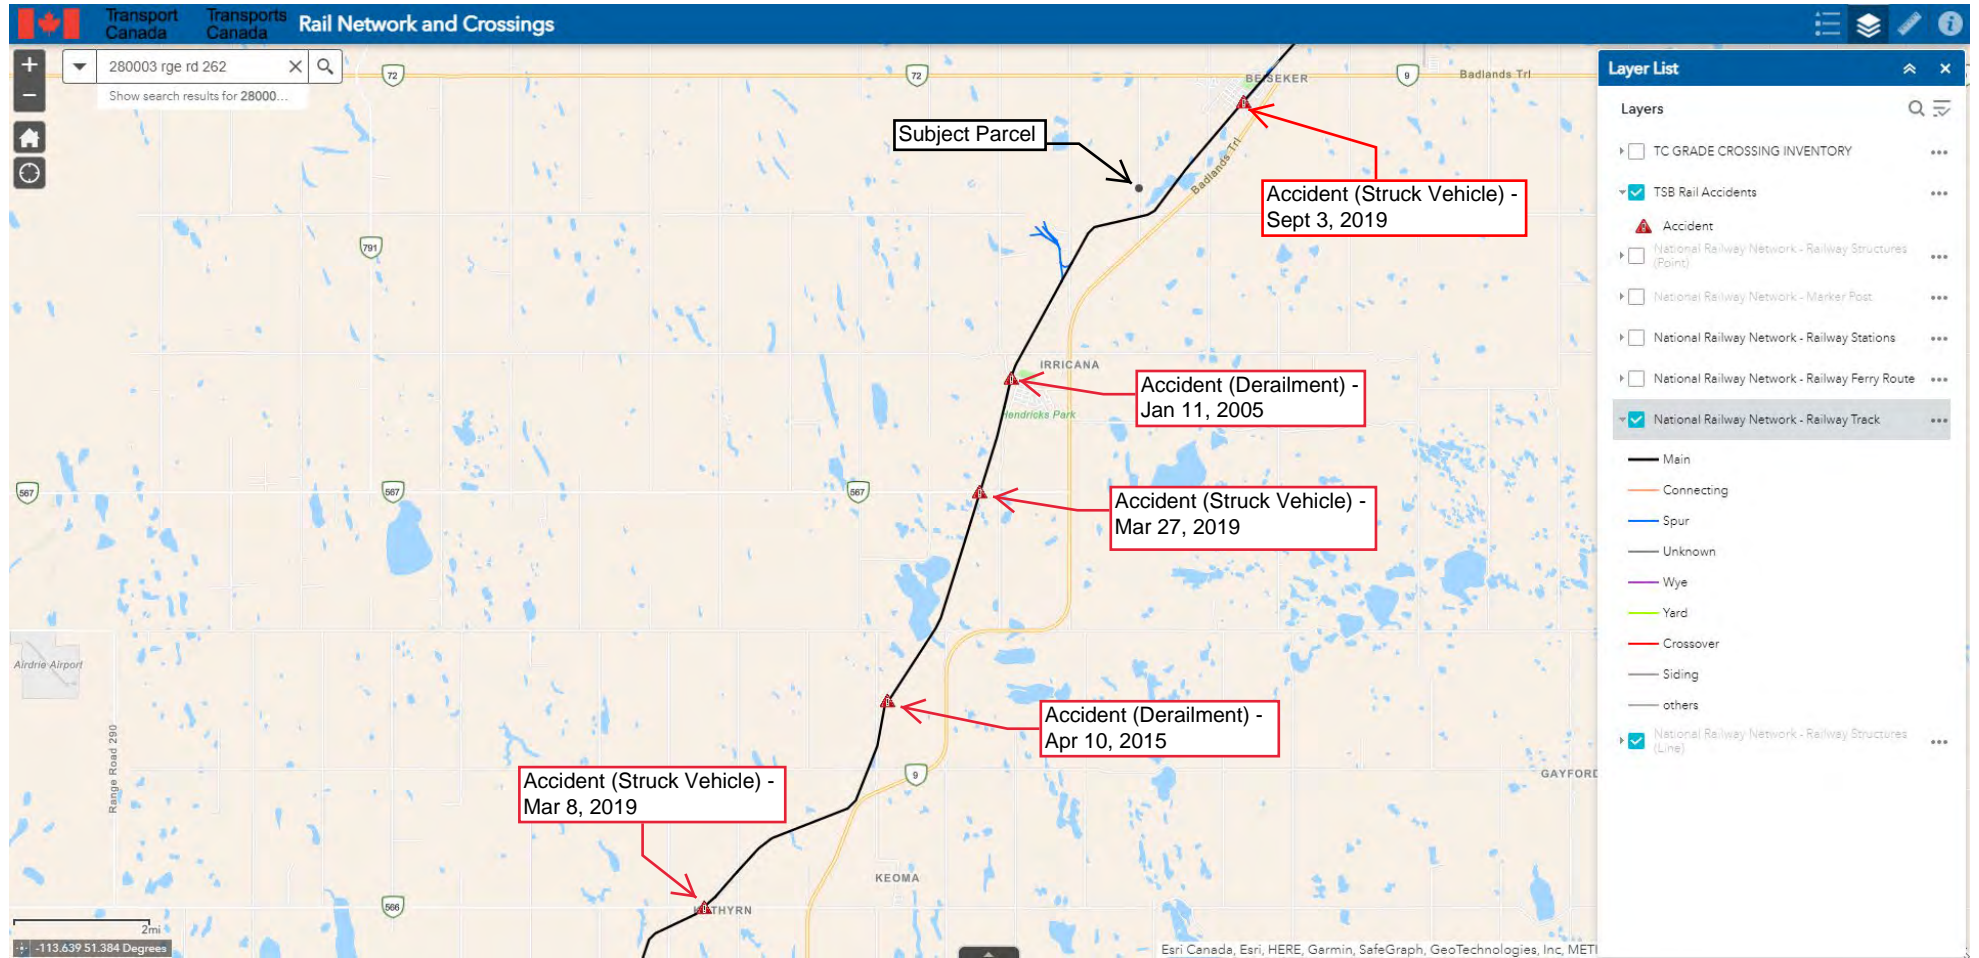 Transport Canada
Transports Canada
Rail Network and Crossings
280003 rge rd 262
Show search results for 28000...
72
72
9
Badlands Trl
BEISEKER
Subject Parcel
Badlands Trl
Accident (Struck Vehicle) -
Sept 3, 2019
791
IRRICANA
Accident (Derailment) -
Jan 11, 2005
Hendricks Park
567
567
567
Accident (Struck Vehicle) -
Mar 27, 2019
Airdrie Airport
Range Road 290
Accident (Derailment) -
Apr 10, 2015
9
GAYFORD
Accident (Struck Vehicle) -
Mar 8, 2019
KEOMA
566
KATHYRN
2mi
-113.639 51.384 Degrees
Esri Canada, Esri, HERE, Garmin, SafeGraph, GeoTechnologies, Inc, METI
Layer List
Layers
TC GRADE CROSSING INVENTORY
TSB Rail Accidents
Accident
National Railway Network - Railway Structures
(Point)
National Railway Network - Marker Post
National Railway Network - Railway Stations
National Railway Network - Railway Ferry Route
National Railway Network - Railway Track
Main
Connecting
Spur
Unknown
Wye
Yard
Crossover
Siding
others
National Railway Network - Railway Structures
(Line)